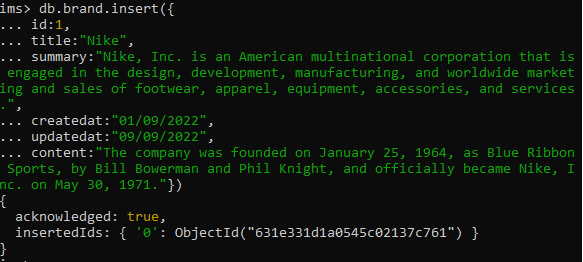 ims> db.brand.insert({
... id:1,
... title:"Nike",
... summary:"Nike, Inc. is an American multinational corporation that is
 engaged in the design, development, manufacturing, and worldwide market
ing and sales of footwear, apparel, equipment, accessories, and services
.",
... createdat:"01/09/2022",
... updatedat:"09/09/2022",
... content:"The company was founded on January 25, 1964, as Blue Ribbon
 Sports, by Bill Bowerman and Phil Knight, and officially became Nike, I
nc. on May 30, 1971."})
{
  acknowledged: true,
  insertedIds: { '0': ObjectId("631e331d1a0545c02137c761") }
}